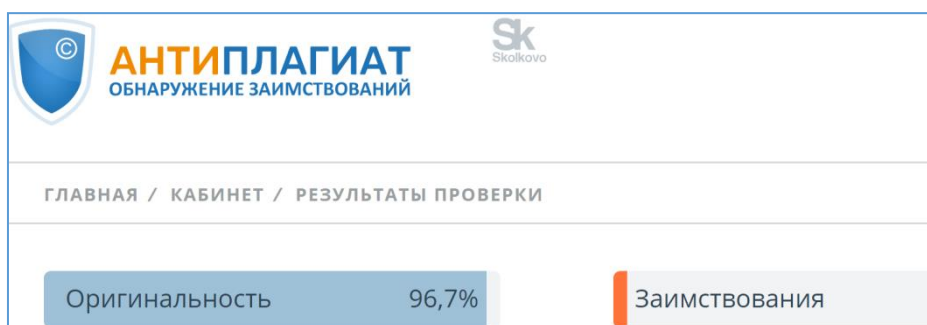 ©
АНТИПЛАГИАТ
ОБНАРУЖЕНИЕ ЗАИМСТВОВАНИЙ
Sk
Skolkovo
ГЛАВНАЯ / КАБИНЕТ / РЕЗУЛЬТАТЫ ПРОВЕРКИ
Оригинальность 96,7% Заимствования